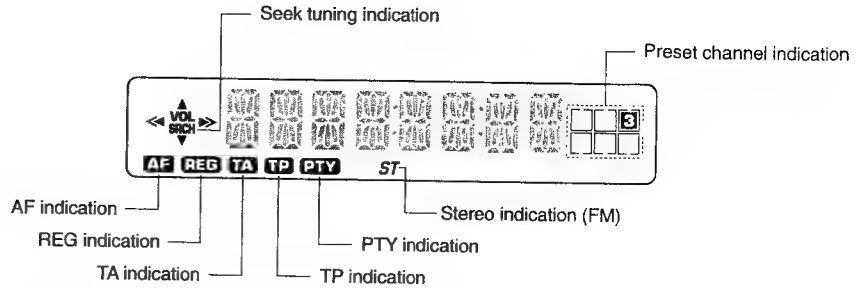 Seek tuning indication
Preset channel indication
VOL
SRCH
3
AF REG TA TP PTY ST
AF indication
Stereo indication (FM)
REG indication
PTY indication
TA indication
TP indication